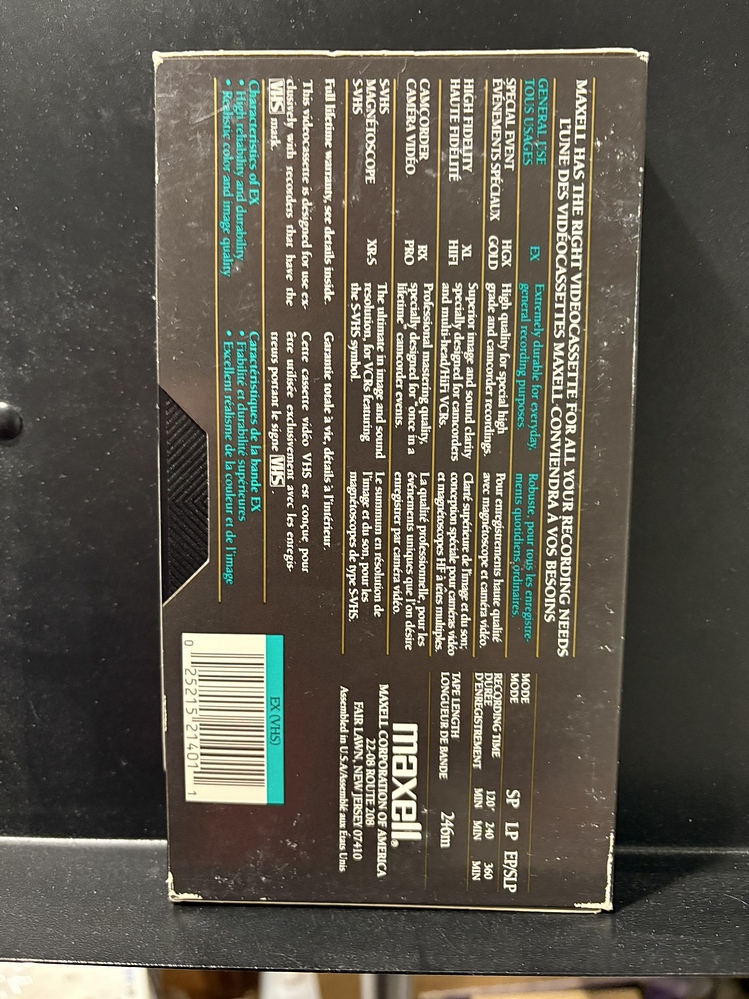 MAXELL HAS THE RIGHT VIDEOCASSETTE FOR ALL YOUR RECORDING NEEDS
L'UNE DES VIDÉOCASSETTES MAXELL CONVIENDRA À VOS BESOINS
GENERAL USE
TOUS USAGES
EX
Extremely durable for everyday,
general recording purposes.
Robuste, pour tous les enregistre-
ments quotidiens, ordinaires.
SPECIAL EVENT
ÉVÉNEMENTS SPÉCIAUX
HGX
GOLD
High quality for special high
grade and camcorder recordings.
Pour enregistrements haute qualité
avec magnétoscope et caméra vidéo.
HIGH FIDELITY
HAUTE FIDÉLITÉ
XL
HIFI
Superior image and sound clarity
specially designed for camcorders
and multi-head/HiFi VCRs.
Clarté supérieure de l'image et du son;
conception spéciale pour caméras vidéo
et magnétoscopes HF à têtes multiples.
CAMCORDER
CAMÉRA VIDÉO
RX
PRO
Professional mastering quality,
specially designed for "once in a
lifetime" camcorder events.
La qualité professionnelle, pour les
événements uniques que l'on désire
enregistrer par caméra vidéo.
S-VHS
MAGNÉTOSCOPE
S-VHS
XR-S
The ultimate in image and sound
resolution, for VCRs featuring
the S-VHS symbol.
Le summum en résolution de
l'image et du son, pour les
magnétoscopes de type S-VHS.
Full lifetime warranty, see details inside.
This videocassette is designed for use ex-
clusively with recorders that have the
VHS mark.
Garantie totale à vie, détails à l'intérieur.
Cette cassette vidéo VHS est conçue pour
être utilisée exclusivement avec les enregis-
treurs portant le signe VHS.
Characteristics of EX
• High reliability and durability
• Realistic color and image quality
Caractéristiques de la bande EX
• Fiabilité et durabilité supérieures
• Excellent réalisme de la couleur et de l'image
MODE
MODE
SP LP EP/SLP
RECORDING TIME
DURÉE
D'ENREGISTREMENT
120* 240 360
MIN MIN MIN
TAPE LENGTH
LONGUEUR DE BANDE
246m
maxell®
MAXELL CORPORATION OF AMERICA
22-08 ROUTE 208
FAIR LAWN, NEW JERSEY 07410
Assembled in U.S.A/Assemblé aux États Unis
EX (VHS)
0 25215 21401 1